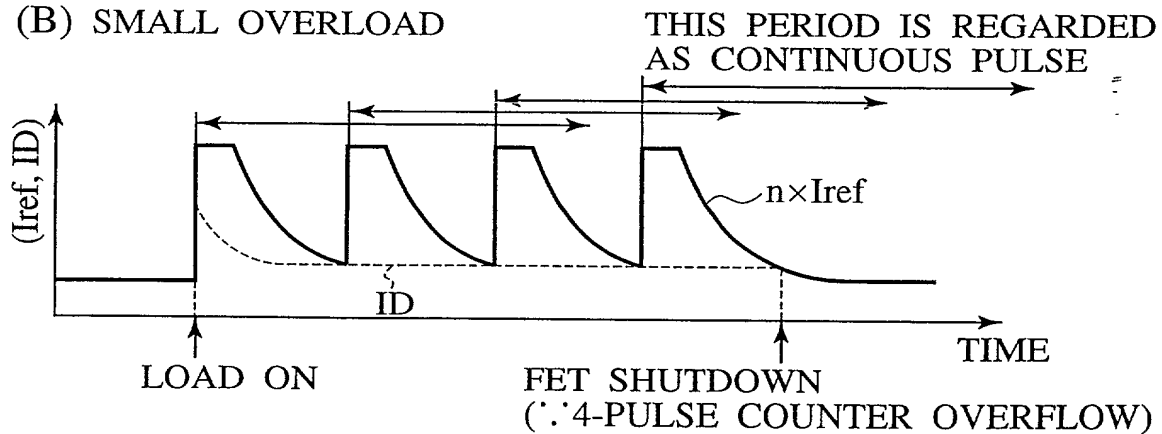 (B) SMALL OVERLOAD
THIS PERIOD IS REGARDED
AS CONTINUOUS PULSE
(Iref, ID)
n×Iref
ID
TIME
LOAD ON
FET SHUTDOWN
(∵4-PULSE COUNTER OVERFLOW)